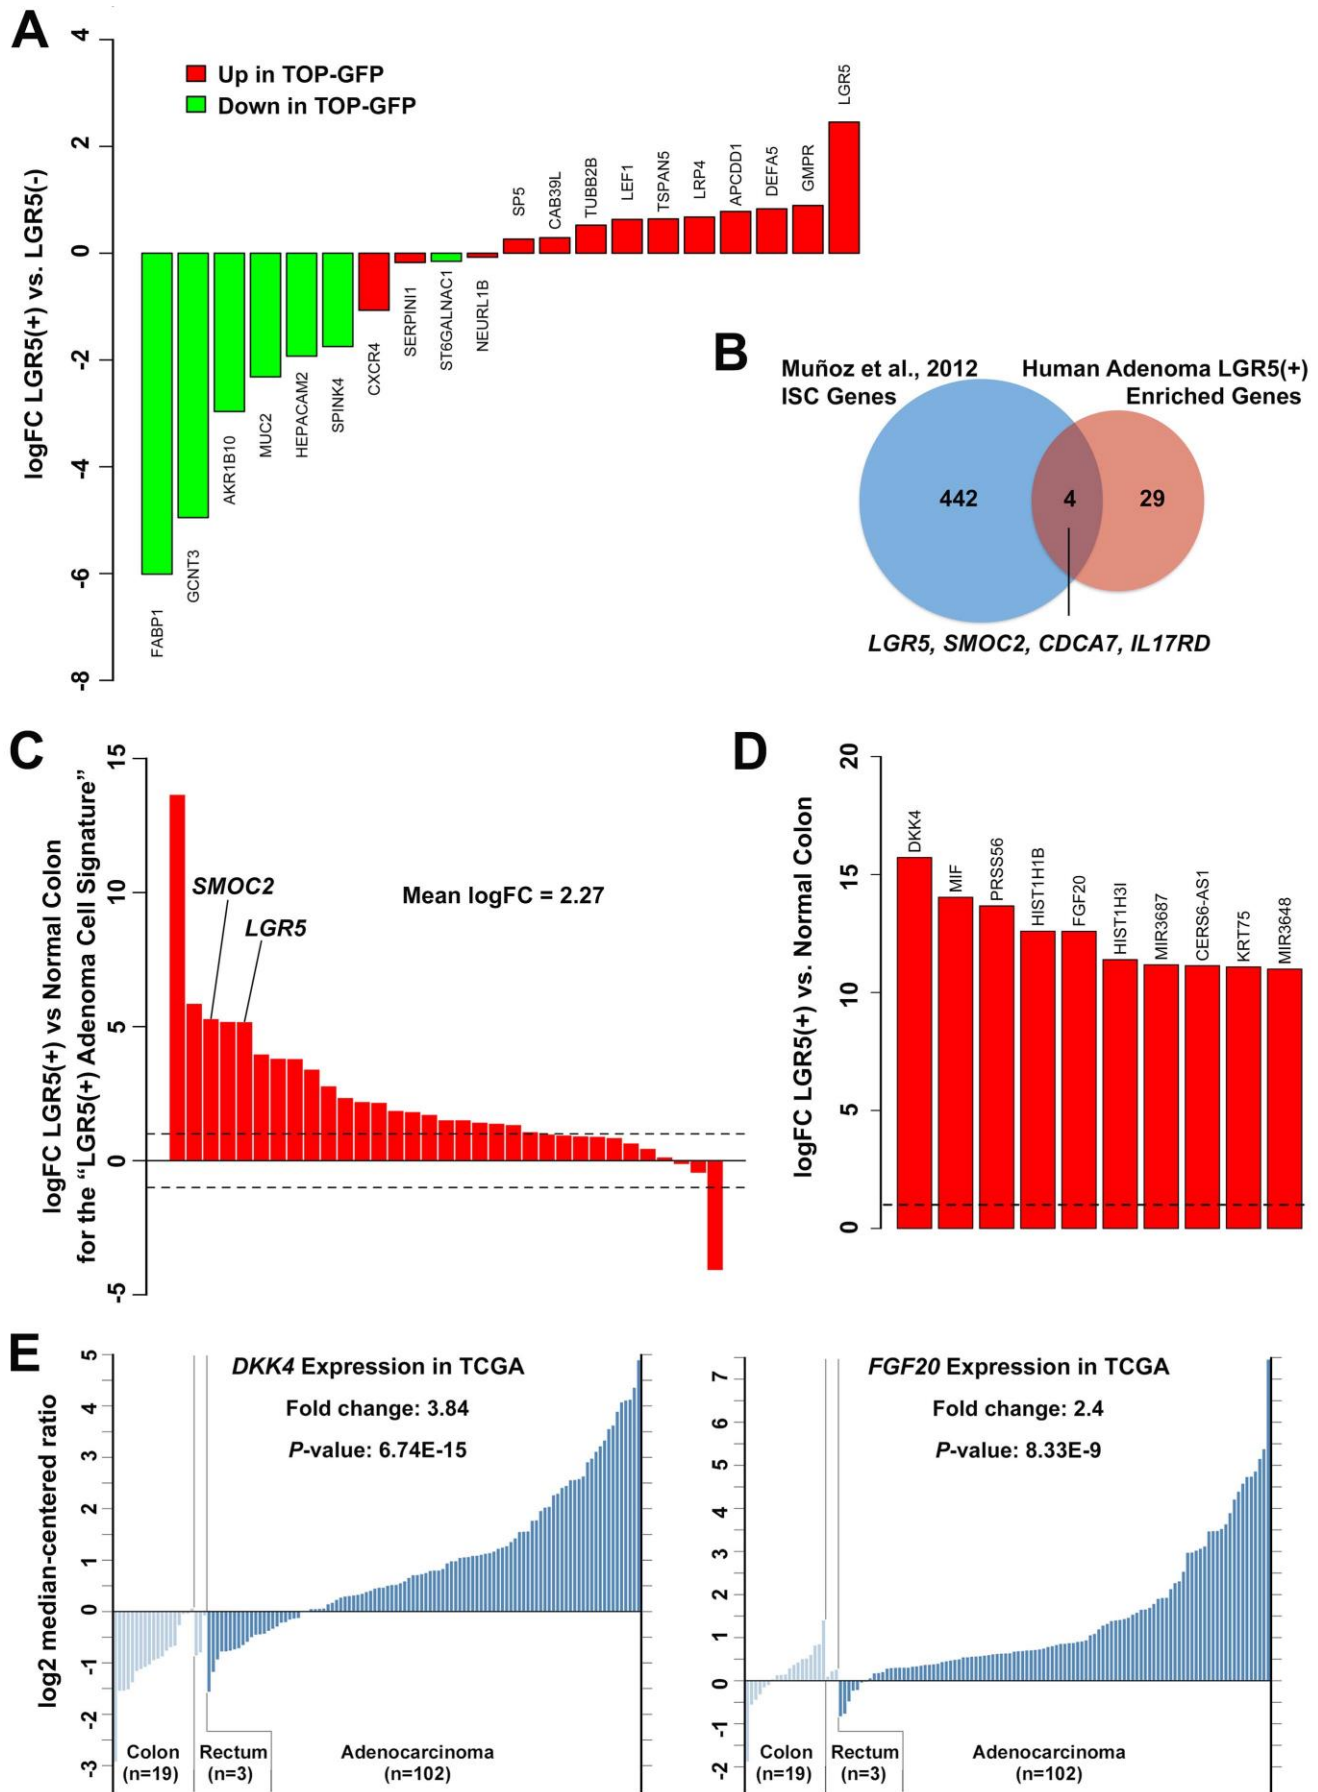 A
4
2
0
-2
-4
-6
-8
logFC LGR5(+) vs. LGR5(-)
Up in TOP-GFP
Down in TOP-GFP
FABP1
GCNT3
AKR1B10
MUC2
HEPACAM2
SPINK4
CXCR4
SERPINI1
ST6GALNAC1
NEURL1B
SP5
CAB39L
TUBB2B
LEF1
TSPAN5
LRP4
APCDD1
DEFA5
GMPR
LGR5
B
Muñoz et al., 2012
ISC Genes
Human Adenoma LGR5(+)
Enriched Genes
442
4
29
LGR5, SMOC2, CDCA7, IL17RD
C
15
10
5
0
-5
logFC LGR5(+) vs Normal Colon
for the “LGR5(+) Adenoma Cell Signature”
SMOC2
LGR5
Mean logFC = 2.27
D
20
15
10
5
0
logFC LGR5(+) vs. Normal Colon
DKK4
MIF
PRSS56
HIST1H1B
FGF20
HIST1H3I
MIR3687
CERS6-AS1
KRT75
MIR3648
E
log2 median-centered ratio
5
4
3
2
1
0
-1
-2
-3
DKK4 Expression in TCGA
Fold change: 3.84
P-value: 6.74E-15
Colon
(n=19)
Rectum
(n=3)
Adenocarcinoma
(n=102)
7
6
5
4
3
2
1
0
-1
-2
FGF20 Expression in TCGA
Fold change: 2.4
P-value: 8.33E-9
Colon
(n=19)
Rectum
(n=3)
Adenocarcinoma
(n=102)